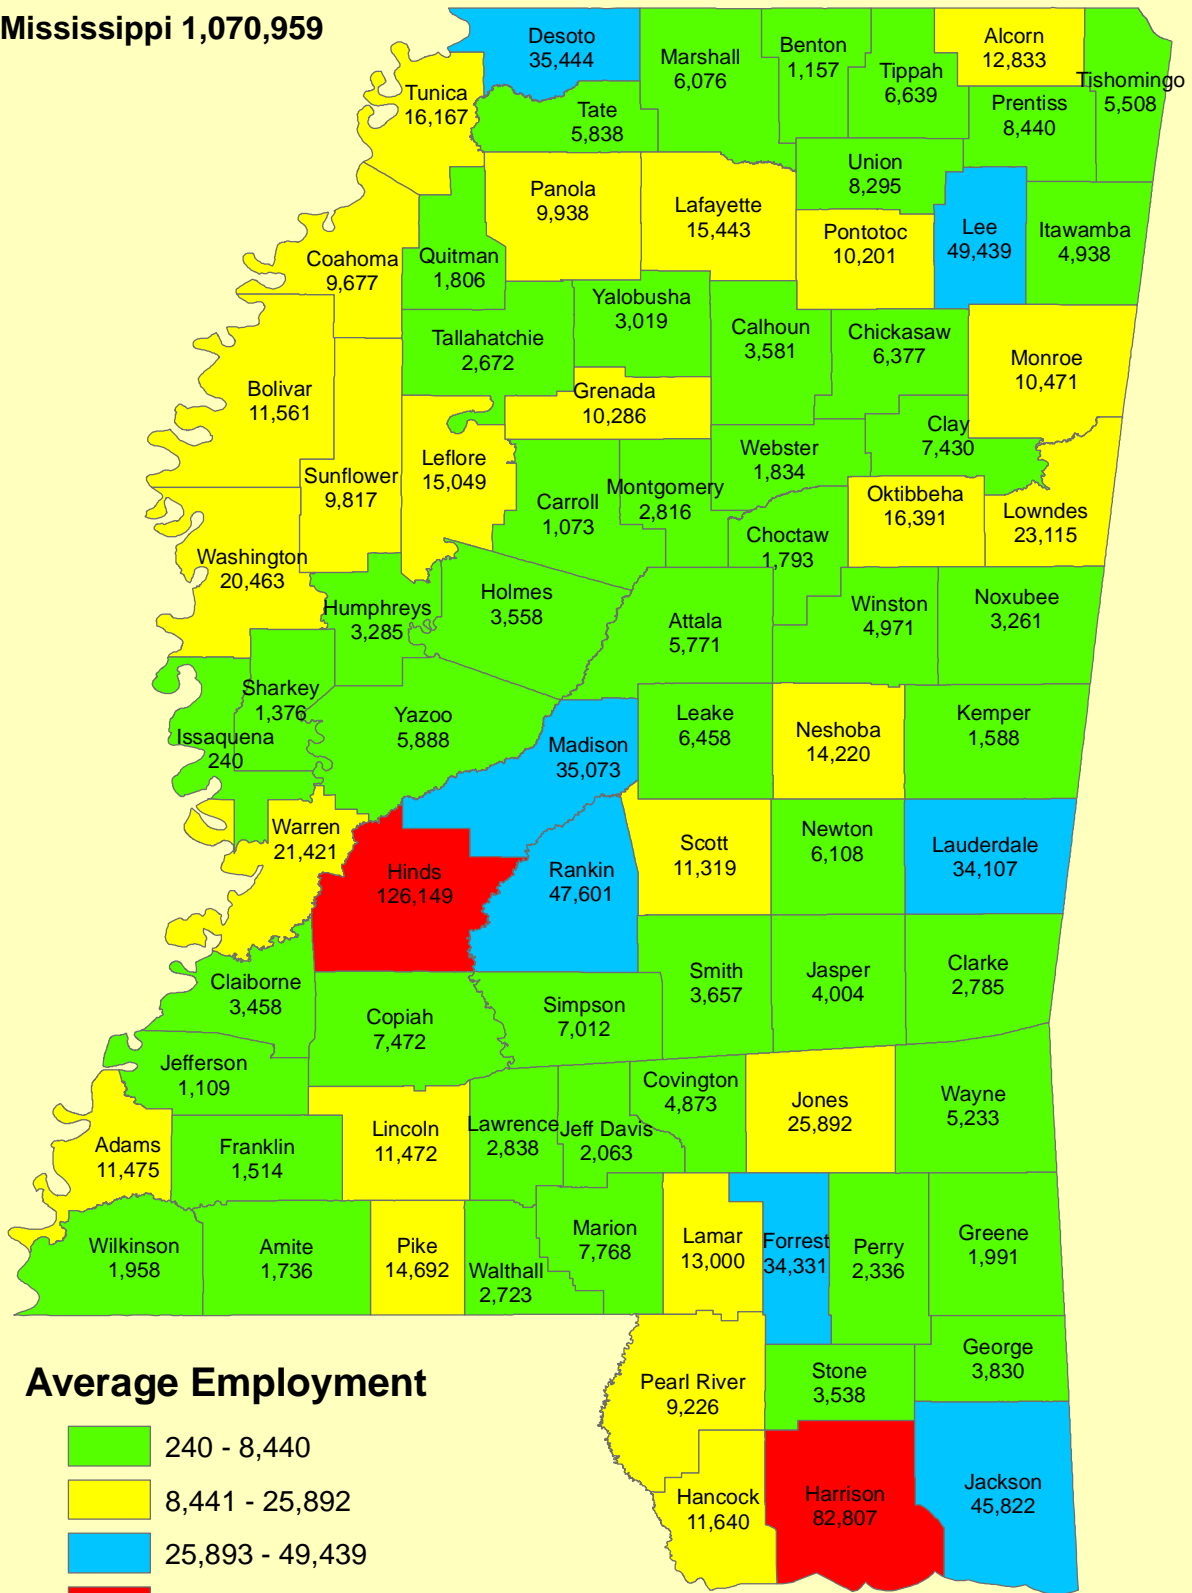 Mississippi 1,070,959
Desoto
35,444
Marshall
6,076
Benton
1,157
Tippah
6,639
Alcorn
12,833
Tishomingo
5,508
Prentiss
8,440
Tunica
16,167
Tate
5,838
Union
8,295
Panola
9,938
Lafayette
15,443
Pontotoc
10,201
Lee
49,439
Itawamba
4,938
Coahoma
9,677
Quitman
1,806
Yalobusha
3,019
Tallahatchie
2,672
Calhoun
3,581
Chickasaw
6,377
Monroe
10,471
Bolivar
11,561
Grenada
10,286
Clay
7,430
Sunflower
9,817
Leflore
15,049
Webster
1,834
Carroll
1,073
Montgomery
2,816
Oktibbeha
16,391
Lowndes
23,115
Choctaw
1,793
Washington
20,463
Humphreys
3,285
Holmes
3,558
Attala
5,771
Winston
4,971
Noxubee
3,261
Sharkey
1,376
Issaquena
240
Yazoo
5,888
Madison
35,073
Leake
6,458
Neshoba
14,220
Kemper
1,588
Warren
21,421
Hinds
126,149
Rankin
47,601
Scott
11,319
Newton
6,108
Lauderdale
34,107
Claiborne
3,458
Copiah
7,472
Simpson
7,012
Smith
3,657
Jasper
4,004
Clarke
2,785
Jefferson
1,109
Covington
4,873
Jones
25,892
Wayne
5,233
Adams
11,475
Franklin
1,514
Lincoln
11,472
Lawrence
2,838
Jeff Davis
2,063
Wilkinson
1,958
Amite
1,736
Pike
14,692
Walthall
2,723
Marion
7,768
Lamar
13,000
Forrest
34,331
Perry
2,336
Greene
1,991
Pearl River
9,226
Stone
3,538
George
3,830
Hancock
11,640
Harrison
82,807
Jackson
45,822
Average Employment
240 - 8,440
8,441 - 25,892
25,893 - 49,439